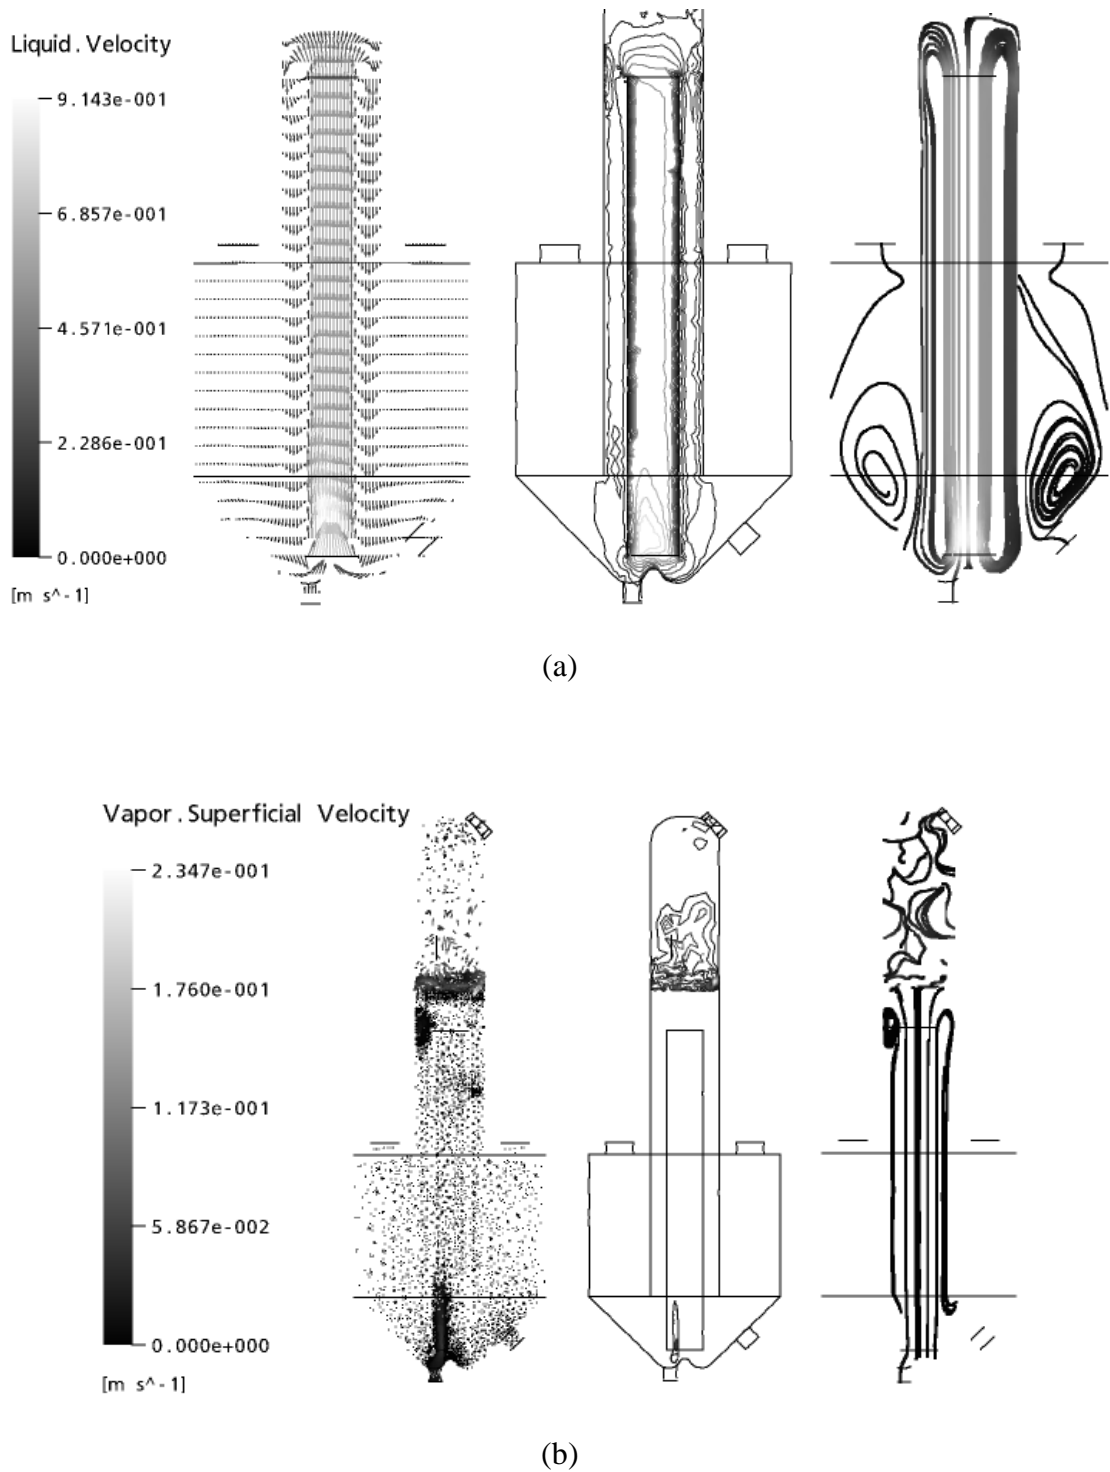 Liquid.Velocity
9.143e-001
6.857e-001
4.571e-001
2.286e-001
0.000e+000
[m s^-1]
(a)
Vapor.Superficial Velocity
2.347e-001
1.760e-001
1.173e-001
5.867e-002
0.000e+000
[m s^-1]
(b)